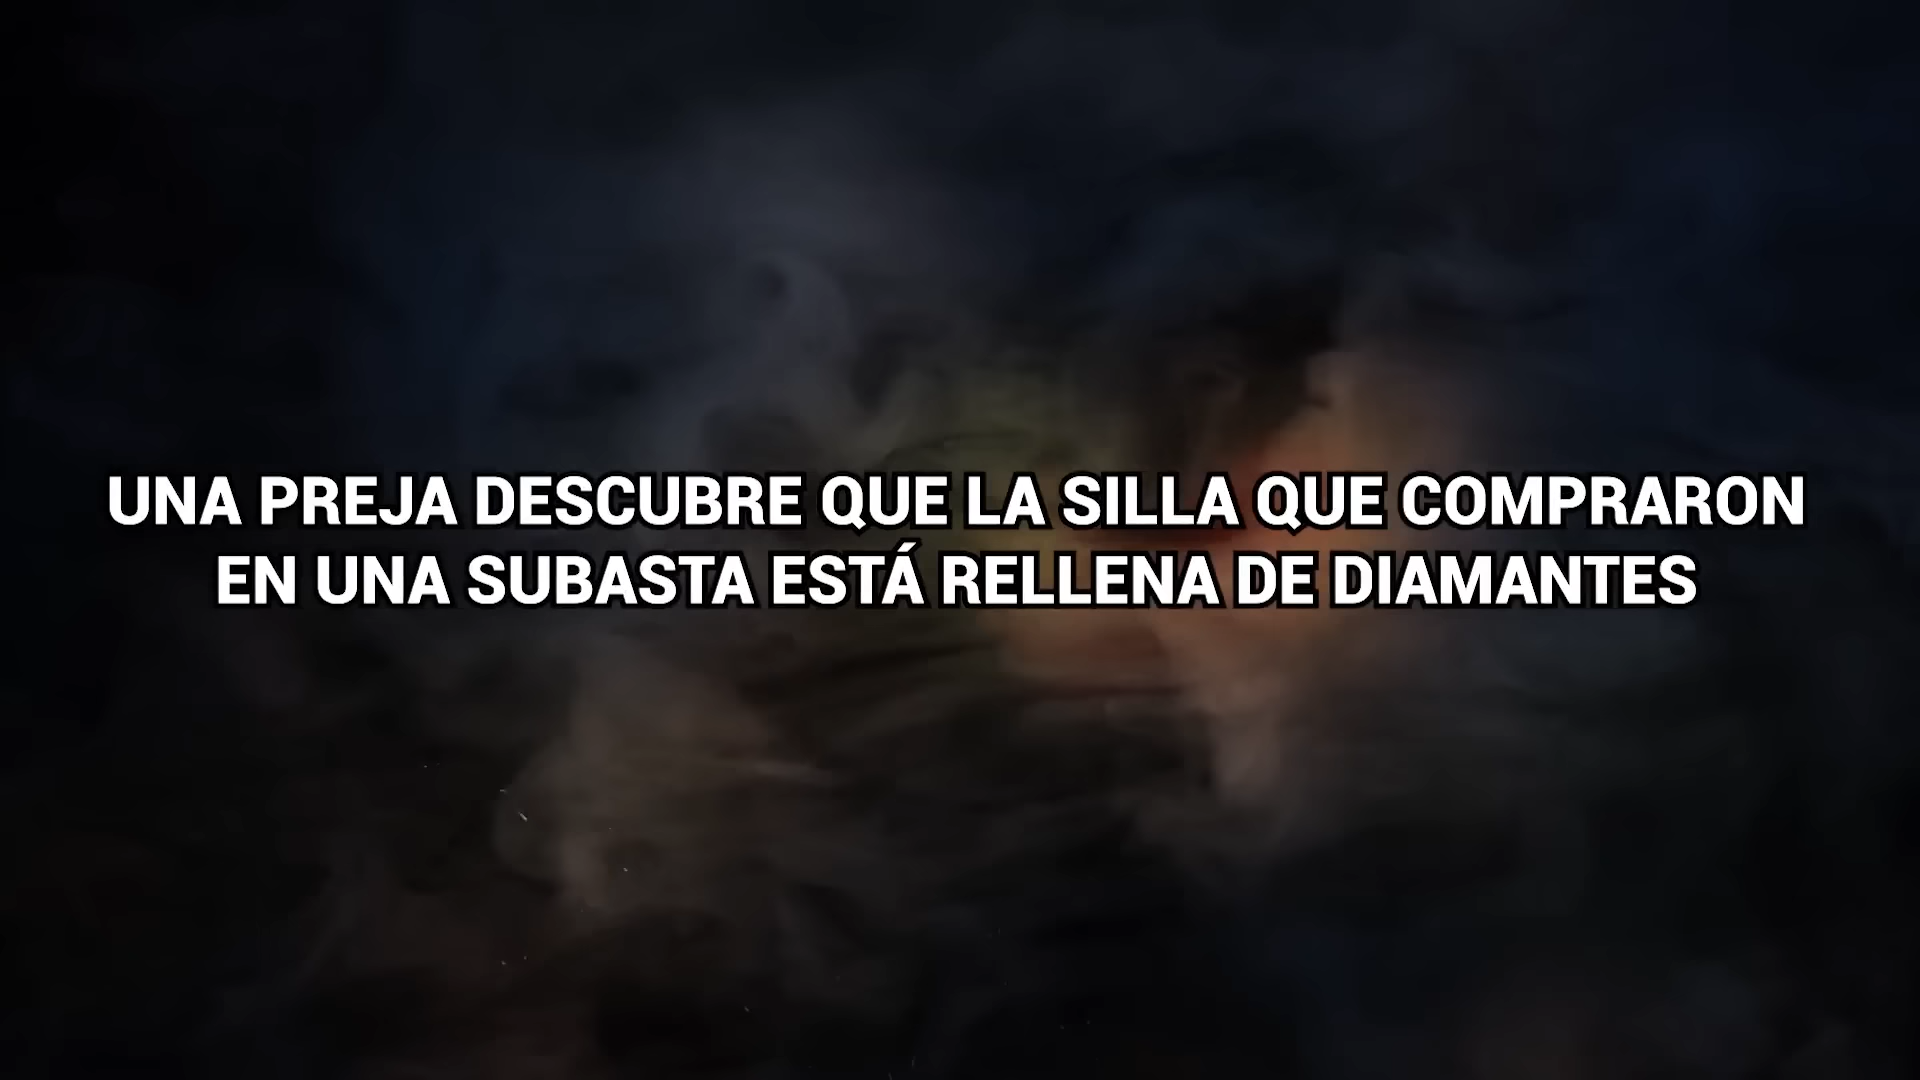 UNA PREJA DESCUBRE QUE LA SILLA QUE COMPRARON
EN UNA SUBASTA ESTÁ RELLENA DE DIAMANTES